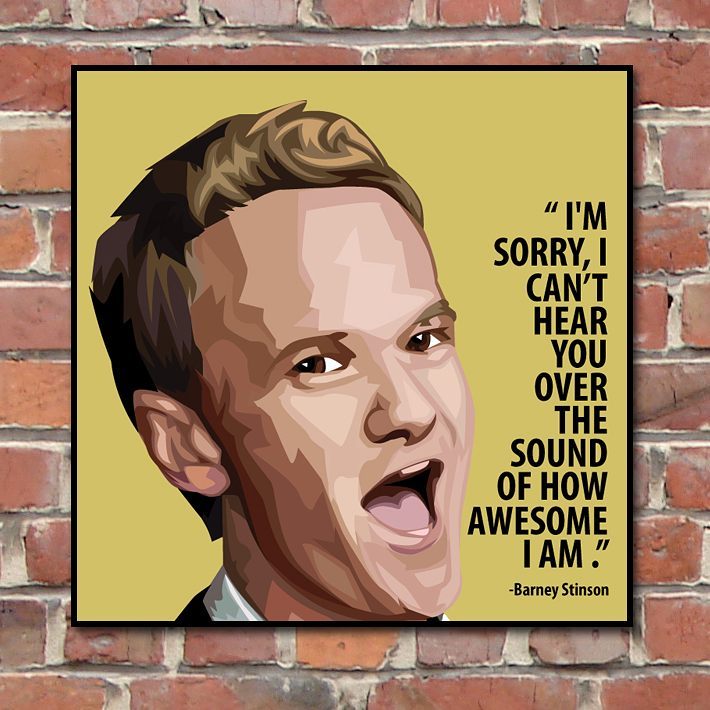 “ I'M
SORRY, I
CAN’T
HEAR
YOU
OVER
THE
SOUND
OF HOW
AWESOME
I AM .”
-Barney Stinson